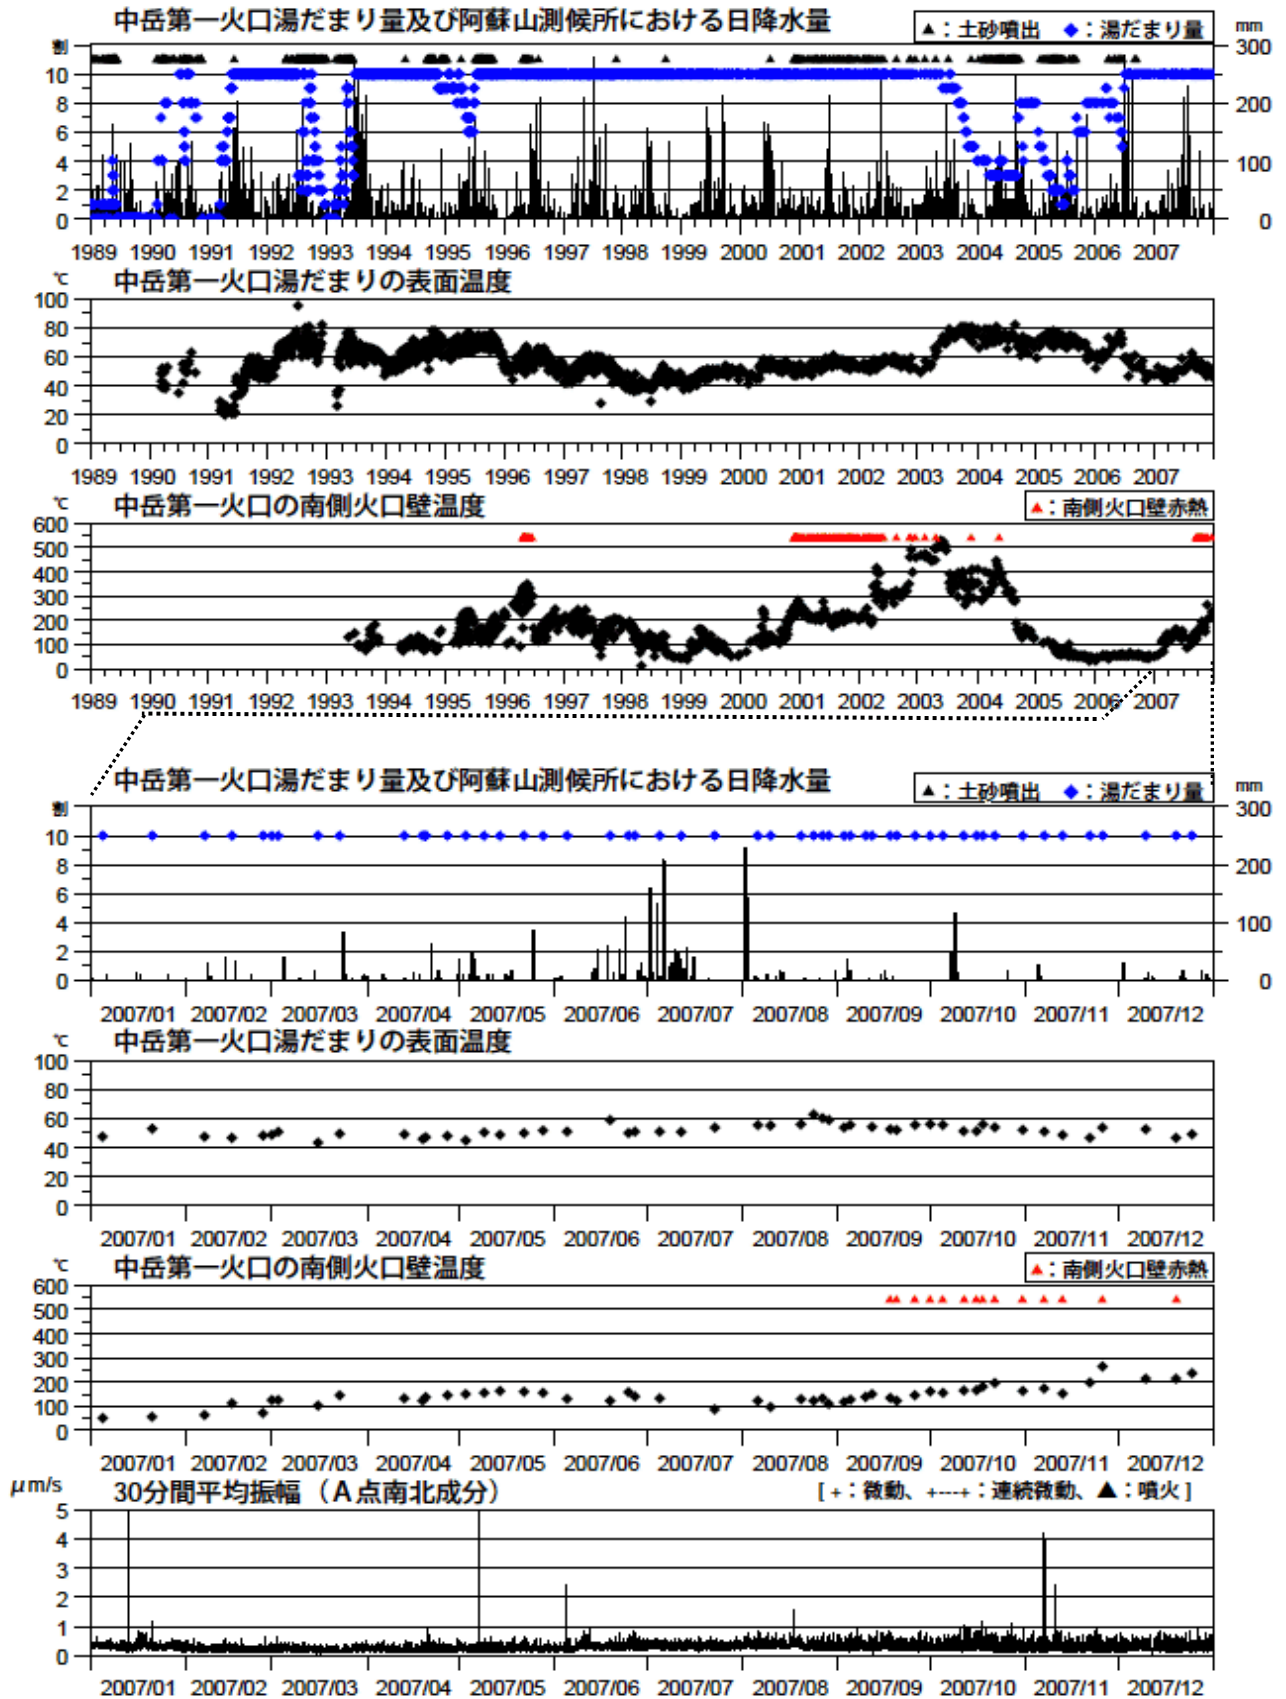 中岳第一火口湯だまり量及び阿蘇山測候所における日降水量
▲：土砂噴出 ◆：湯だまり量
割 mm
10 8 6 4 2 0
300 200 100 0
1989 1990 1991 1992 1993 1994 1995 1996 1997 1998 1999 2000 2001 2002 2003 2004 2005 2006 2007
℃ 中岳第一火口湯だまりの表面温度
100 80 60 40 20 0
1989 1990 1991 1992 1993 1994 1995 1996 1997 1998 1999 2000 2001 2002 2003 2004 2005 2006 2007
℃ 中岳第一火口の南側火口壁温度
▲：南側火口壁赤熱
600 500 400 300 200 100 0
1989 1990 1991 1992 1993 1994 1995 1996 1997 1998 1999 2000 2001 2002 2003 2004 2005 2006 2007
中岳第一火口湯だまり量及び阿蘇山測候所における日降水量
▲：土砂噴出 ◆：湯だまり量
割 mm
10 8 6 4 2 0
300 200 100 0
2007/01 2007/02 2007/03 2007/04 2007/05 2007/06 2007/07 2007/08 2007/09 2007/10 2007/11 2007/12
℃ 中岳第一火口湯だまりの表面温度
100 80 60 40 20 0
2007/01 2007/02 2007/03 2007/04 2007/05 2007/06 2007/07 2007/08 2007/09 2007/10 2007/11 2007/12
℃ 中岳第一火口の南側火口壁温度
▲：南側火口壁赤熱
600 500 400 300 200 100 0
2007/01 2007/02 2007/03 2007/04 2007/05 2007/06 2007/07 2007/08 2007/09 2007/10 2007/11 2007/12
μm/s 30分間平均振幅（A点南北成分）
[ +：微動、+---+：連続微動、▲：噴火 ]
5 4 3 2 1 0
2007/01 2007/02 2007/03 2007/04 2007/05 2007/06 2007/07 2007/08 2007/09 2007/10 2007/11 2007/12